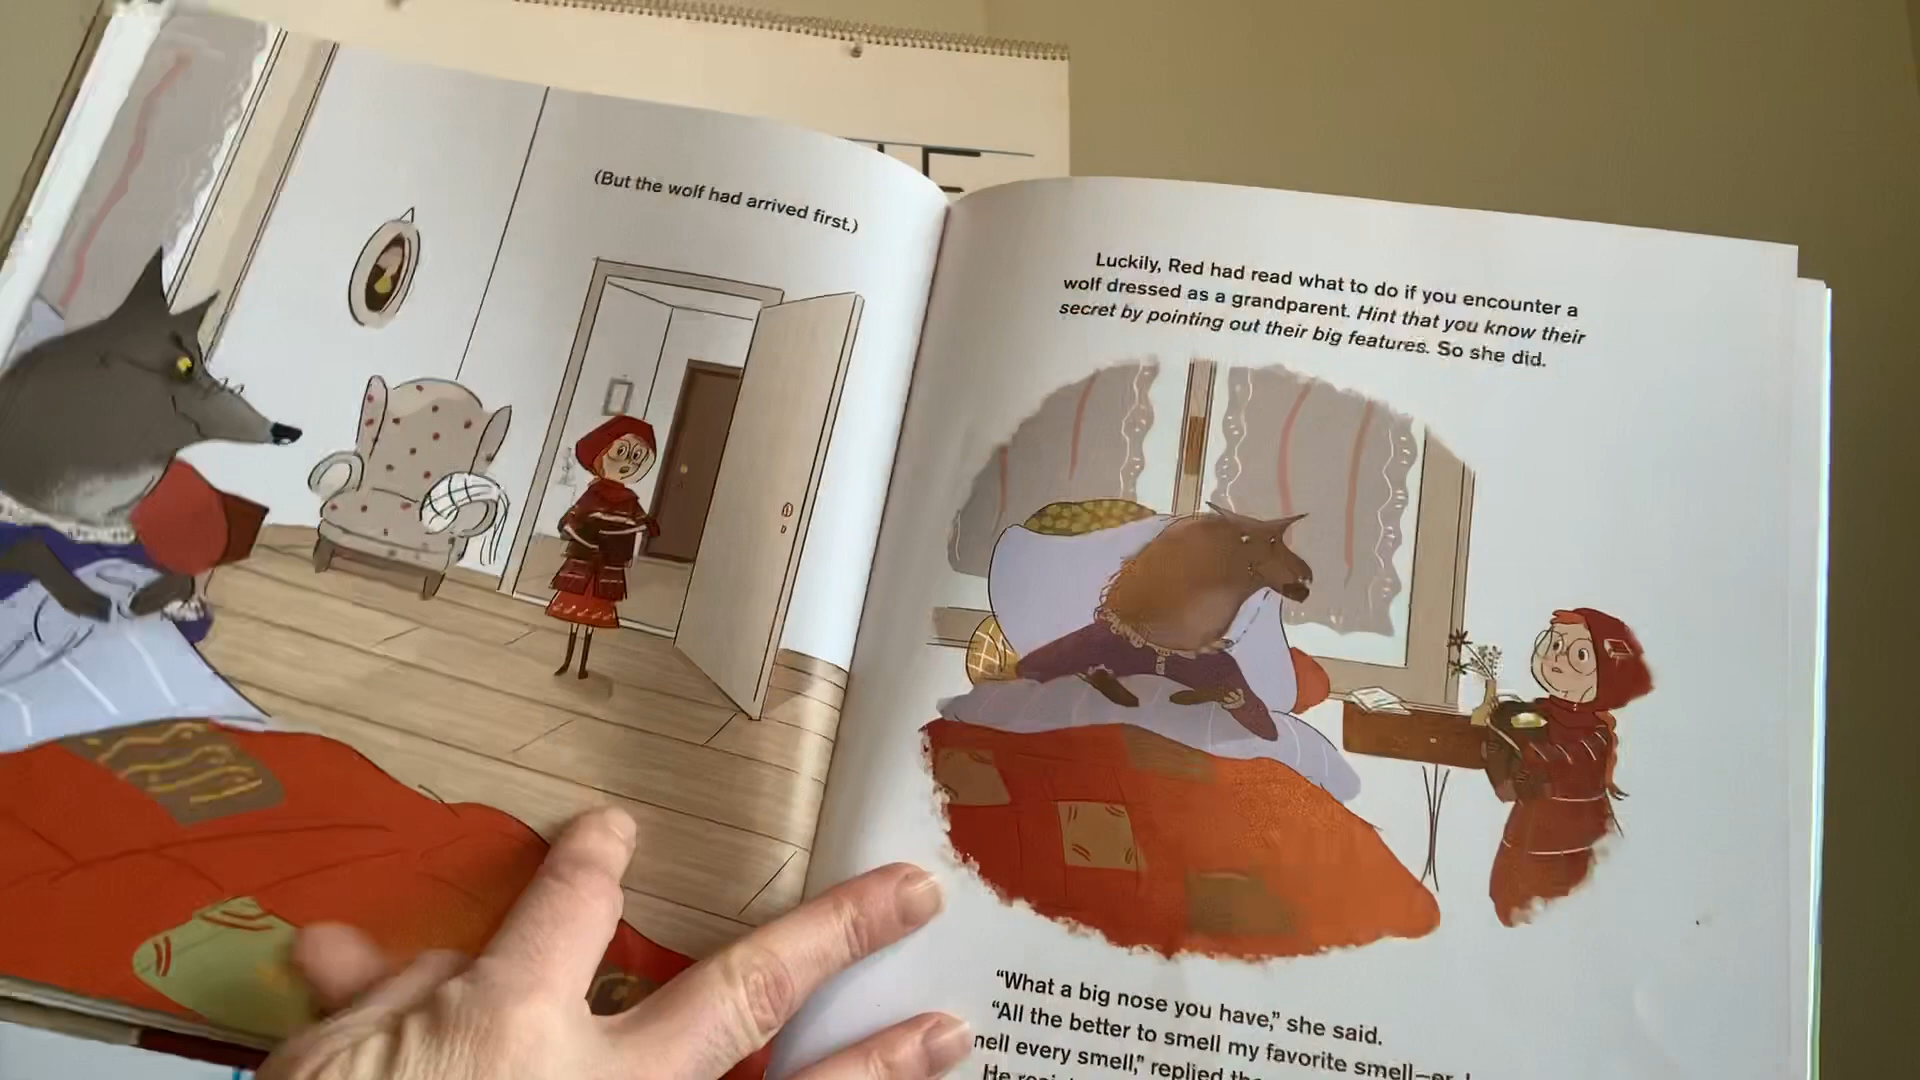 (But the wolf had arrived first.)
Luckily, Red had read what to do if you encounter a
wolf dressed as a grandparent. Hint that you know their
secret by pointing out their big features. So she did.
“What a big nose you have,” she said.
“All the better to smell my favorite smell—er, I
smell every smell,” replied the
He